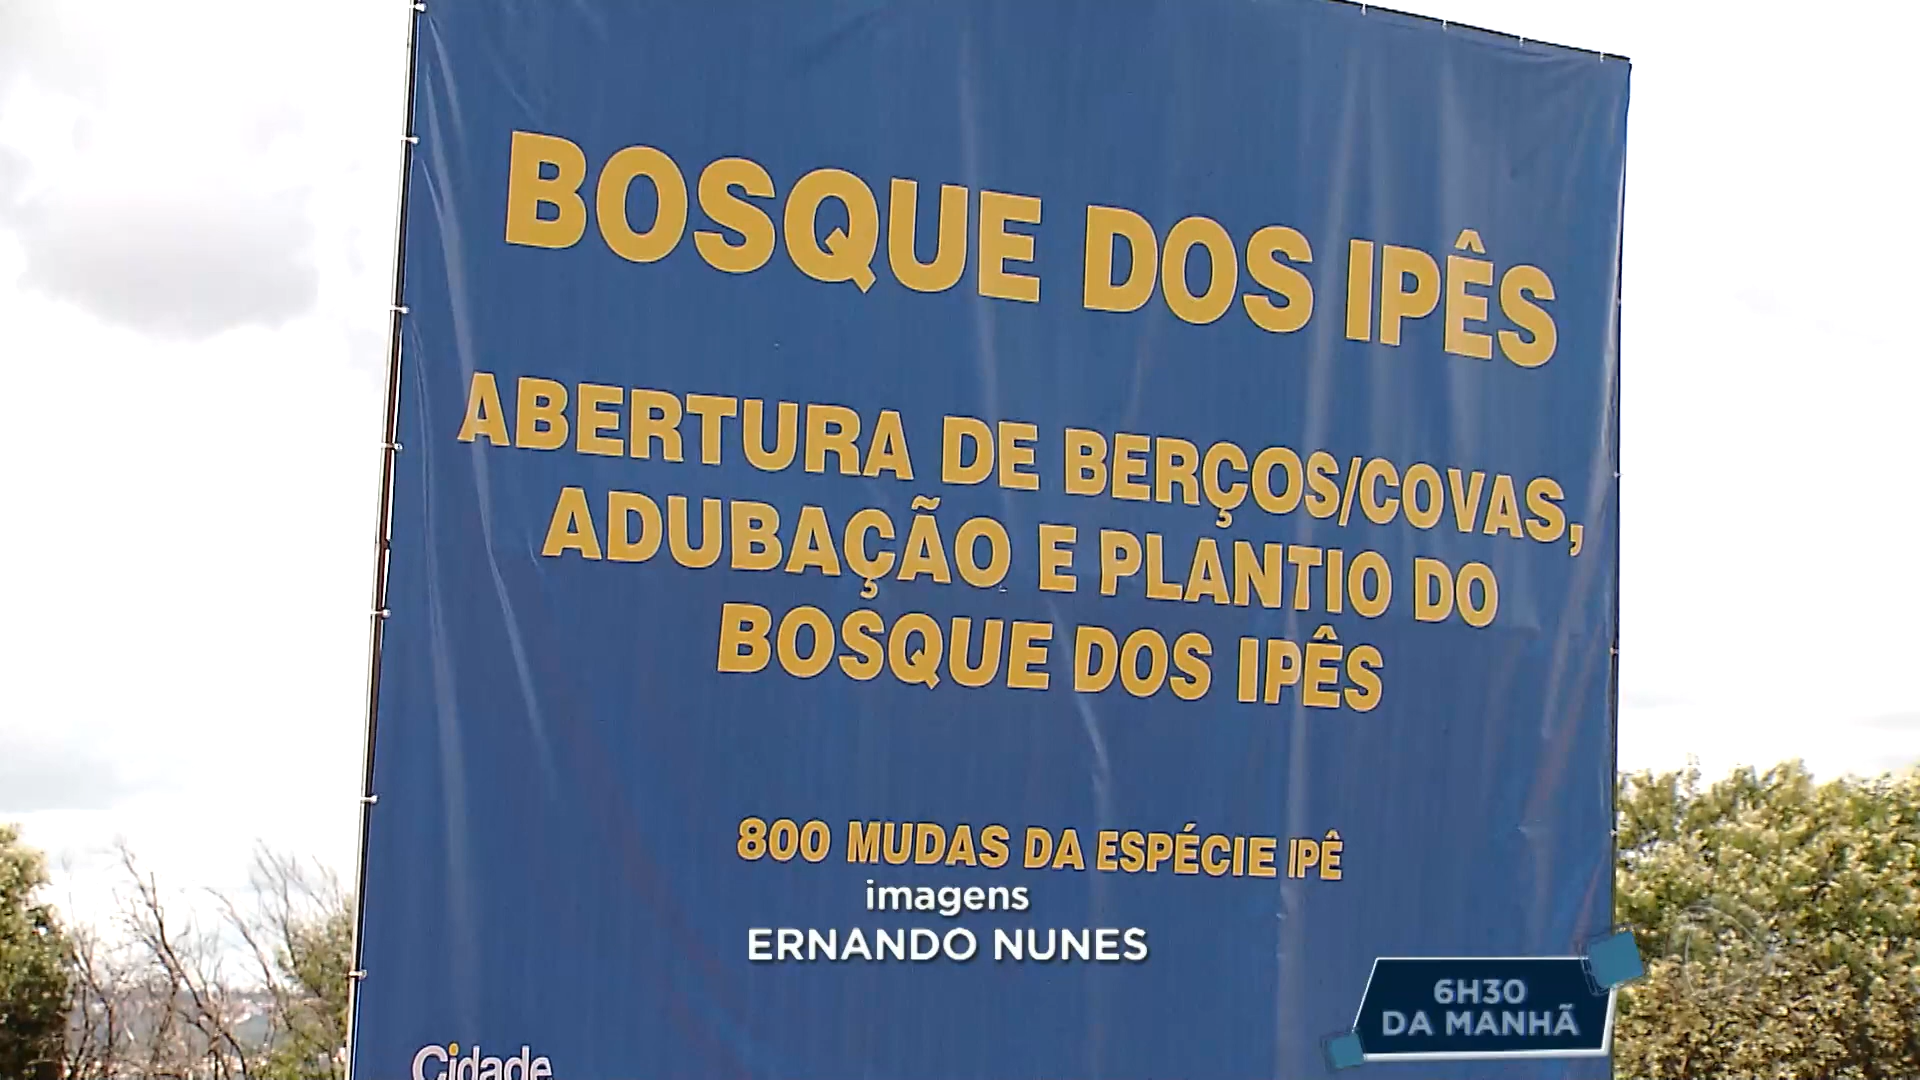 BOSQUE DOS IPÊS
ABERTURA DE BERÇOS/COVAS,
ADUBAÇÃO E PLANTIO DO
BOSQUE DOS IPÊS
800 MUDAS DA ESPÉCIE IPÊ
imagens
ERNANDO NUNES
6H30
DA MANHÃ
Cidade